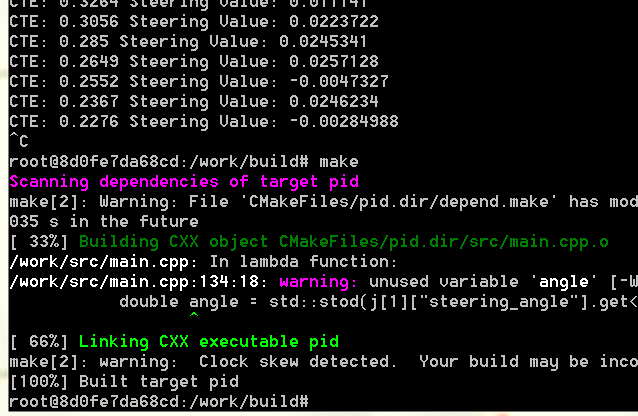 CTE: 0.3264 Steering Value: 0.011141
CTE: 0.3056 Steering Value: 0.0223722
CTE: 0.285 Steering Value: 0.0245341
CTE: 0.2649 Steering Value: 0.0257128
CTE: 0.2552 Steering Value: -0.0047327
CTE: 0.2367 Steering Value: 0.0246234
CTE: 0.2276 Steering Value: -0.00284988
^C
root@8d0fe7da68cd:/work/build# make
Scanning dependencies of target pid
make[2]: Warning: File 'CMakeFiles/pid.dir/depend.make' has mod
035 s in the future
[ 33%] Building CXX object CMakeFiles/pid.dir/src/main.cpp.o
/work/src/main.cpp: In lambda function:
/work/src/main.cpp:134:18: warning: unused variable 'angle' [-W
double angle = std::stod(j[1]["steering_angle"].get<
^
[ 66%] Linking CXX executable pid
make[2]: warning:  Clock skew detected.  Your build may be inco
[100%] Built target pid
root@8d0fe7da68cd:/work/build#